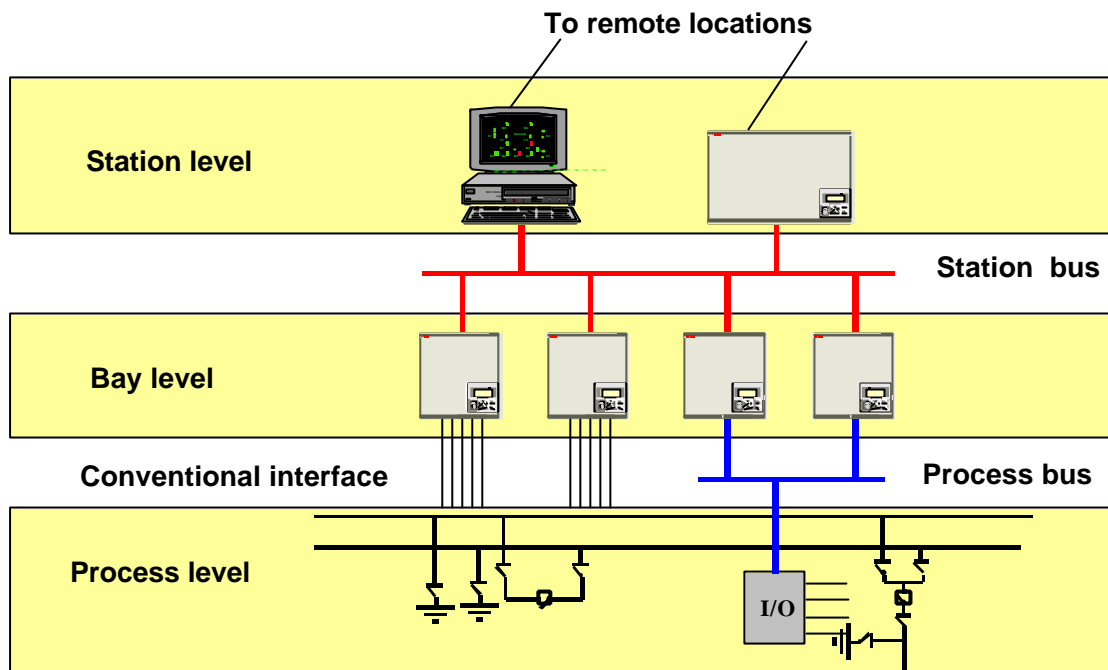 To remote locations
Station level
Station bus
Bay level
Conventional interface
Process bus
Process level
I/O